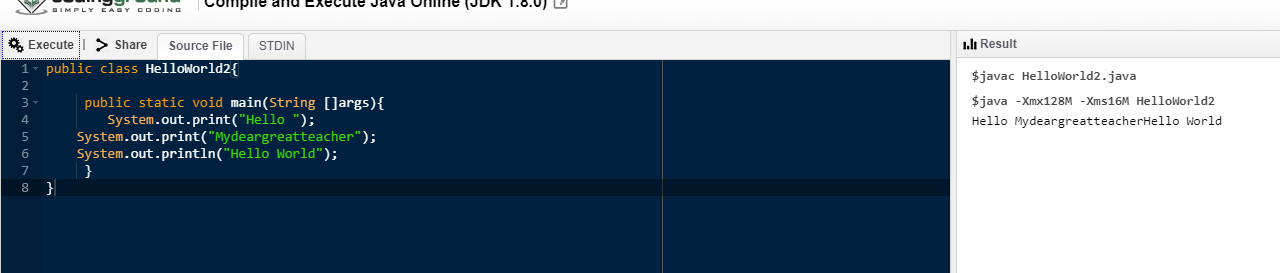 codingground
SIMPLY EASY CODING
Compile and Execute Java Online (JDK 1.8.0)
Execute | Share Source File STDIN
1 public class HelloWorld2{
2
3 public static void main(String []args){
4 System.out.print("Hello ");
5 System.out.print("Mydeargreatteacher");
6 System.out.println("Hello World");
7 }
8 }
Result
$javac HelloWorld2.java
$java -Xmx128M -Xms16M HelloWorld2
Hello MydeargreatteacherHello World